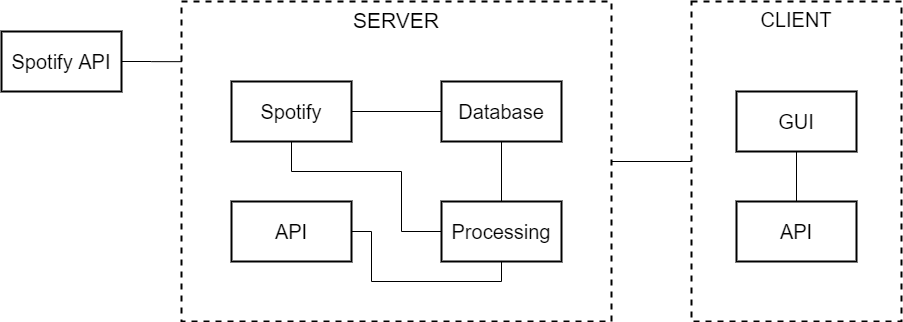 SERVER
CLIENT
Spotify API
Spotify
Database
GUI
API
Processing
API